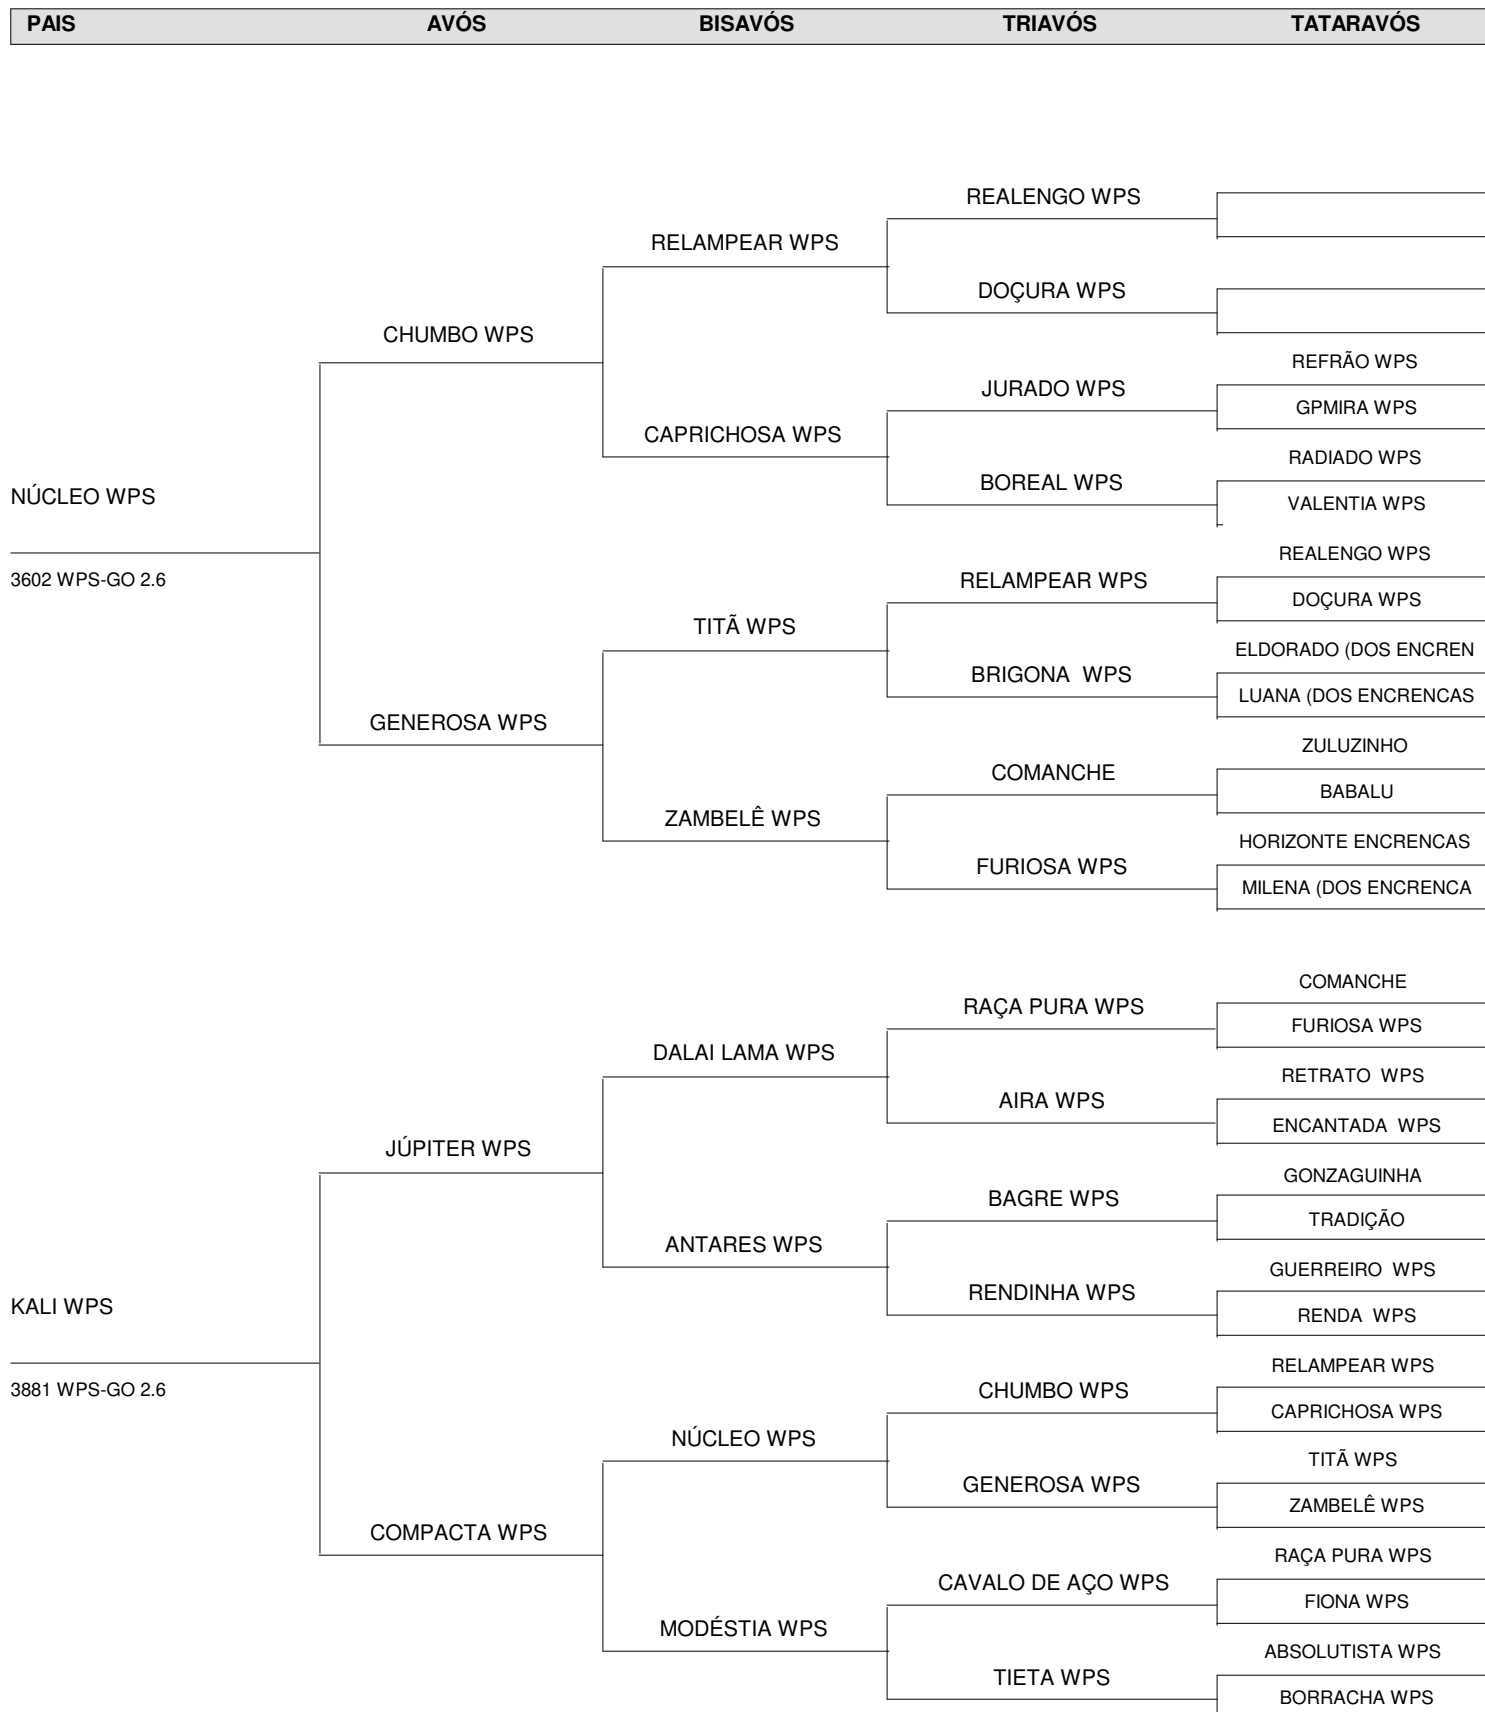 PAIS AVÓS BISAVÓS TRIAVÓS TATARAVÓS
REALENGO WPS
RELAMPEAR WPS
DOÇURA WPS
CHUMBO WPS
REFRÃO WPS
JURADO WPS
GPMIRA WPS
CAPRICHOSA WPS
RADIADO WPS
BOREAL WPS
NÚCLEO WPS
VALENTIA WPS
REALENGO WPS
3602 WPS-GO 2.6
RELAMPEAR WPS
DOÇURA WPS
TITÃ WPS
ELDORADO (DOS ENCREN
BRIGONA  WPS
LUANA (DOS ENCRENCAS
GENEROSA WPS
ZULUZINHO
COMANCHE
BABALU
ZAMBELÊ WPS
HORIZONTE ENCRENCAS
FURIOSA WPS
MILENA (DOS ENCRENCA
COMANCHE
RAÇA PURA WPS
FURIOSA WPS
DALAI LAMA WPS
RETRATO  WPS
AIRA WPS
ENCANTADA  WPS
JÚPITER WPS
GONZAGUINHA
BAGRE WPS
TRADIÇÃO
ANTARES WPS
GUERREIRO  WPS
RENDINHA WPS
KALI WPS
RENDA  WPS
RELAMPEAR WPS
3881 WPS-GO 2.6
CHUMBO WPS
CAPRICHOSA WPS
NÚCLEO WPS
TITÃ WPS
GENEROSA WPS
ZAMBELÊ WPS
COMPACTA WPS
RAÇA PURA WPS
CAVALO DE AÇO WPS
FIONA WPS
MODÉSTIA WPS
ABSOLUTISTA WPS
TIETA WPS
BORRACHA WPS